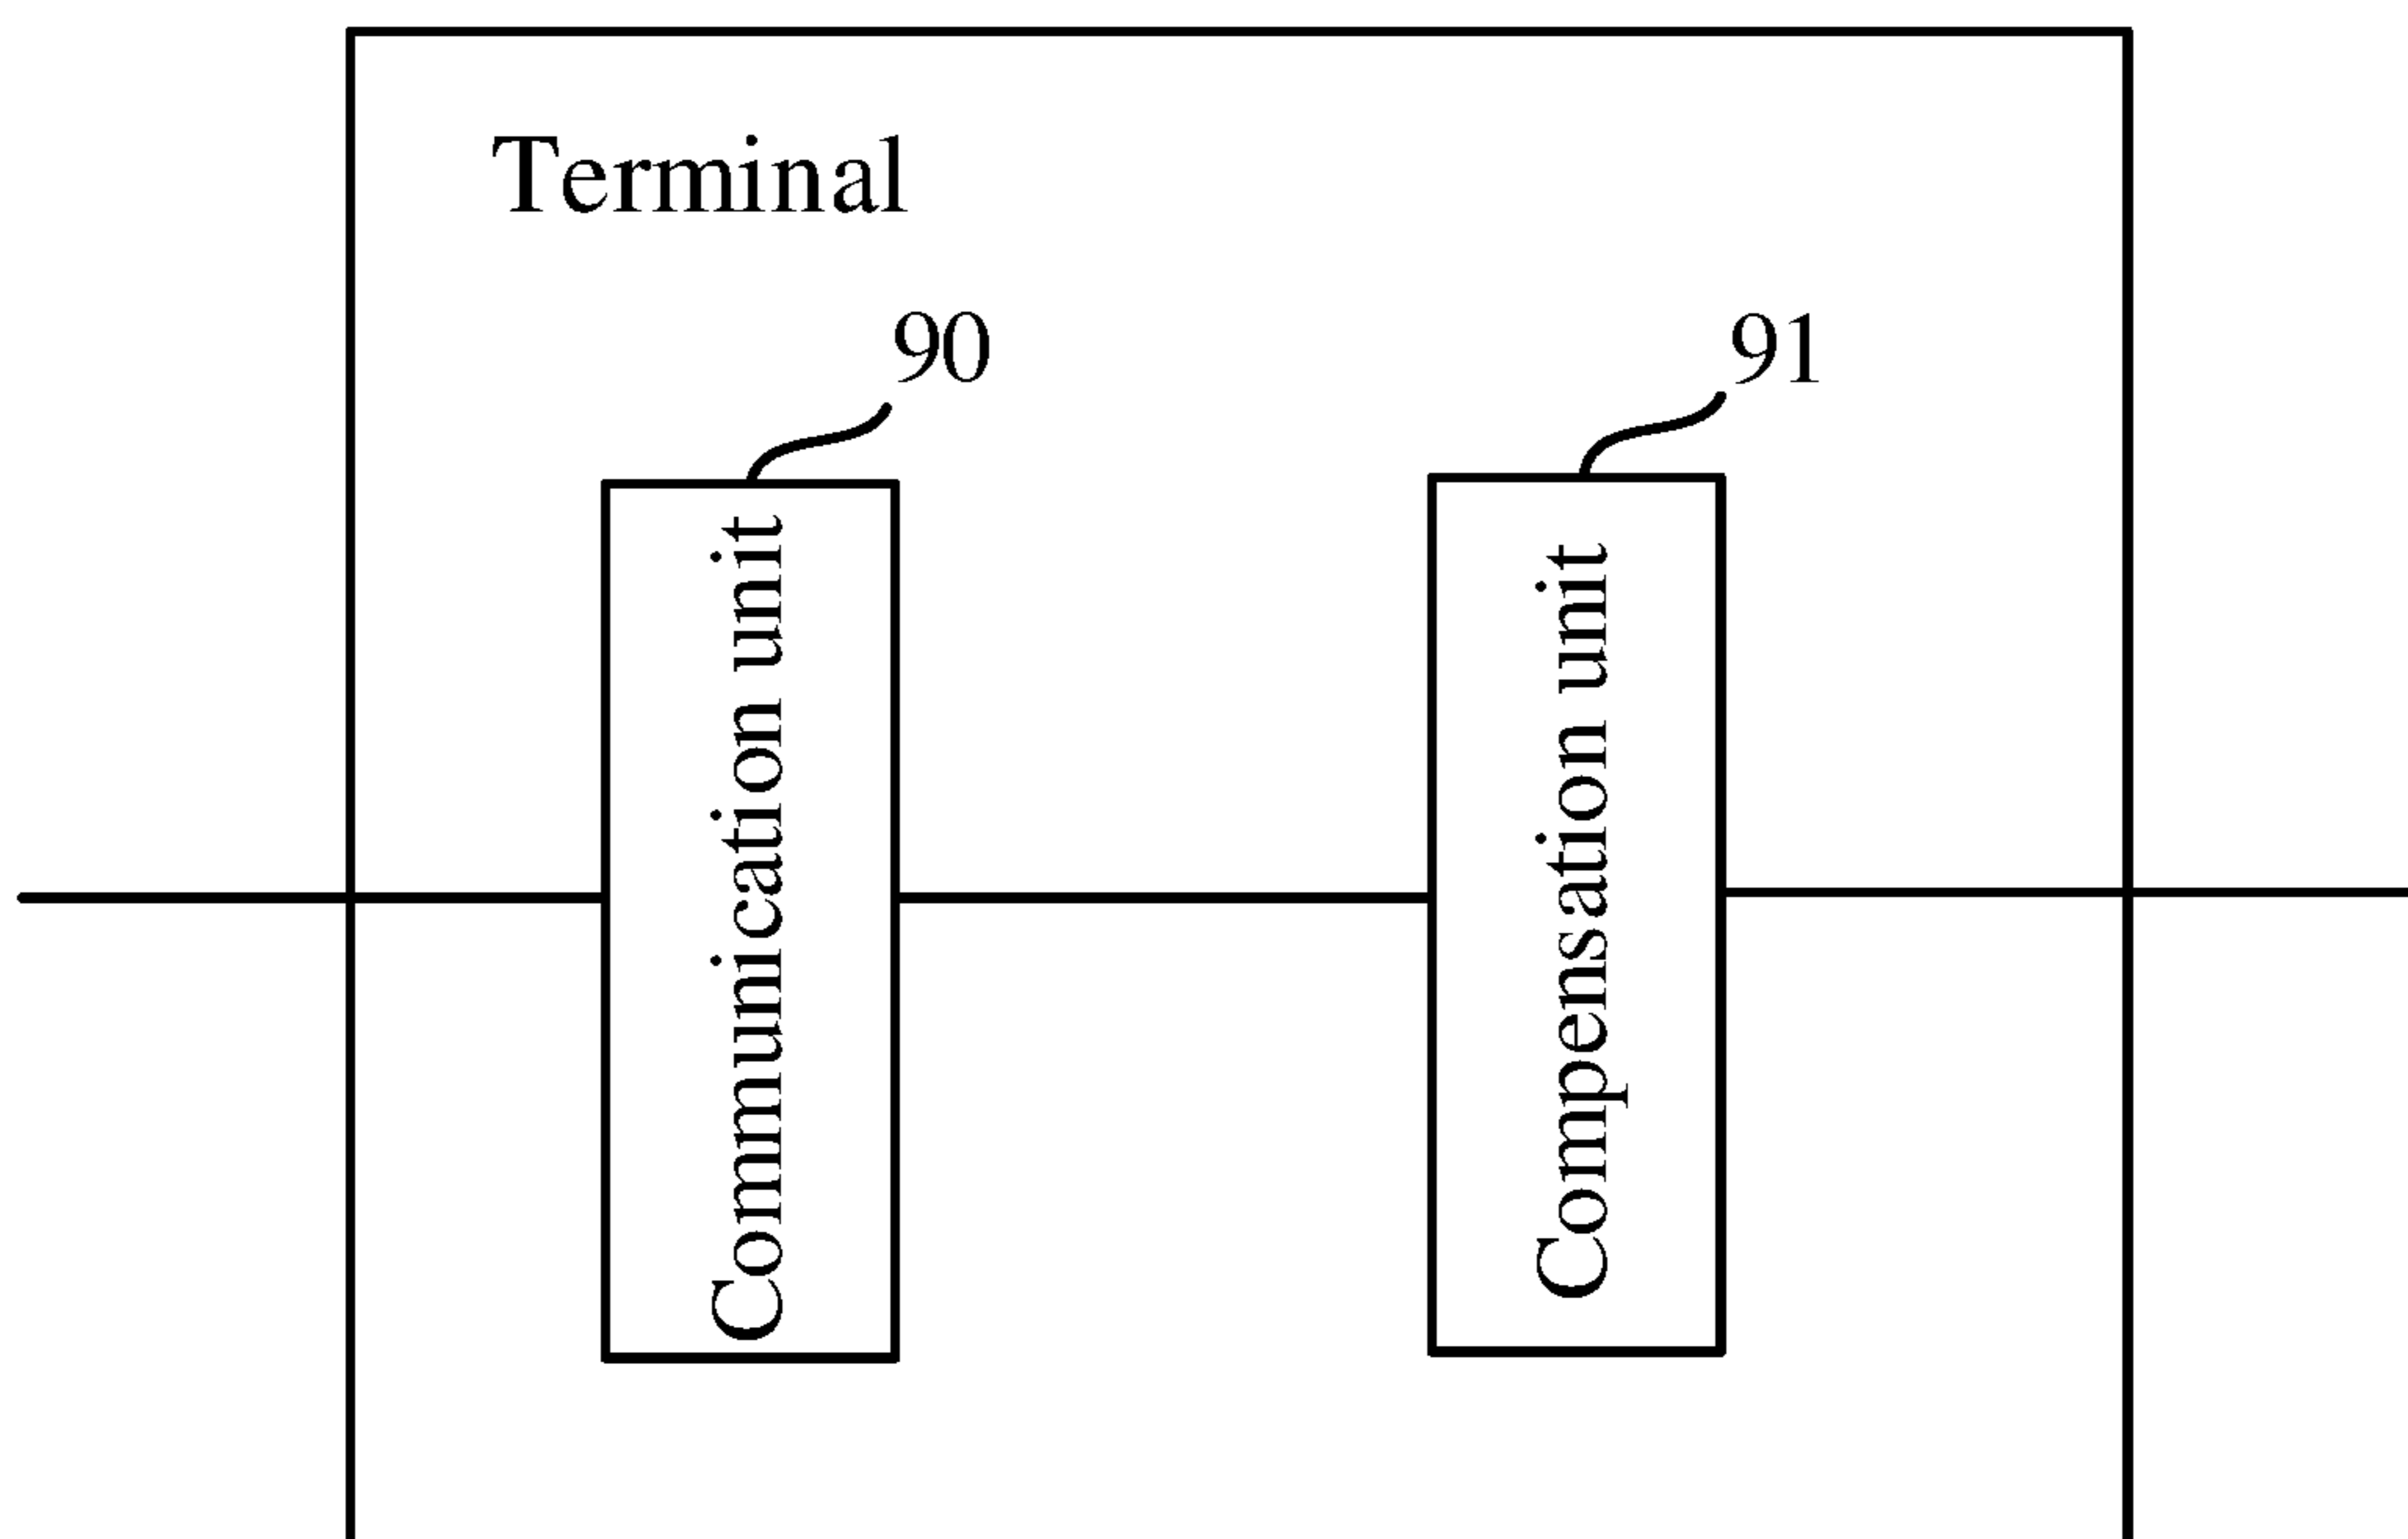 Terminal
90
91
Communication unit
Compensation unit